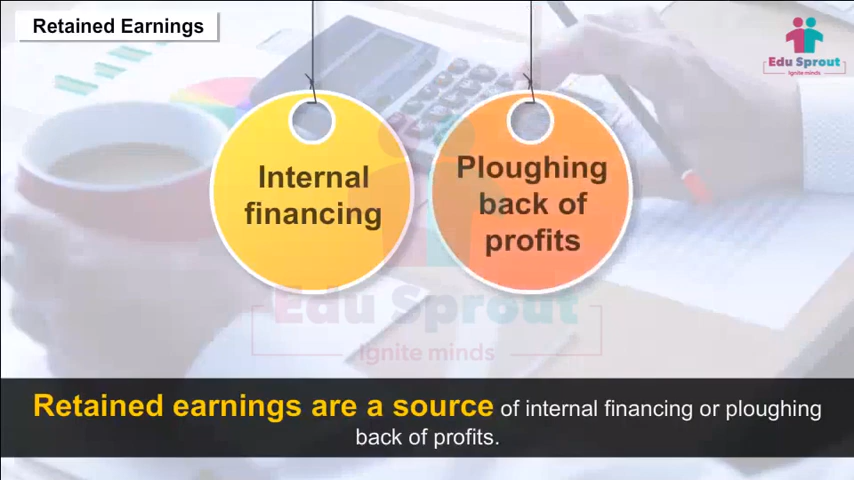 Retained Earnings
Edu Sprout
Ignite minds
Internal
financing
Ploughing
back of
profits
Edu Sprout
Ignite minds
Retained earnings are a source of internal financing or ploughing
back of profits.